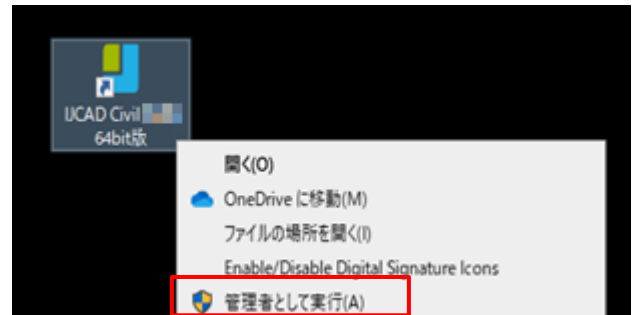 IJCAD Civil
64bit版
開く(O)
OneDrive に移動(M)
ファイルの場所を開く(I)
Enable/Disable Digital Signature Icons
管理者として実行(A)